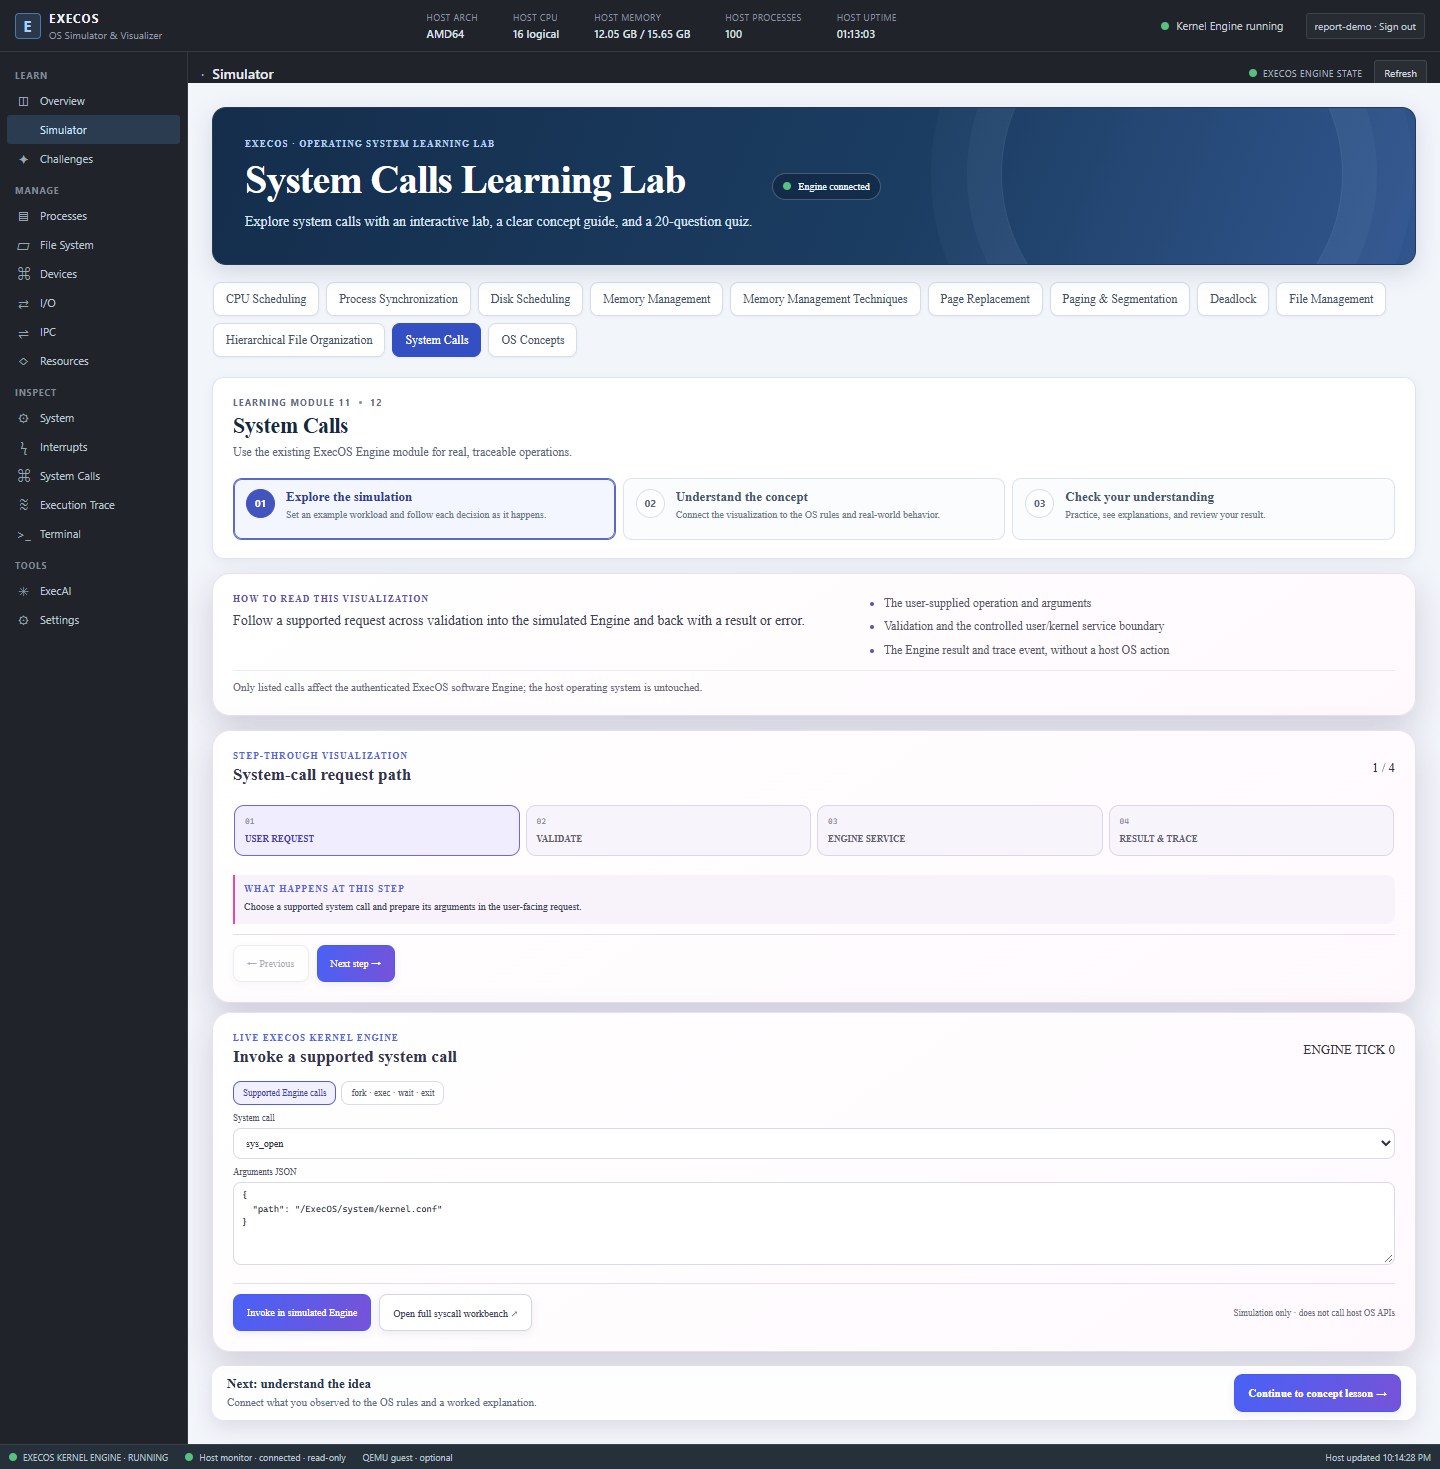 E
EXECOS
OS Simulator & Visualizer
HOST ARCH
AMD64
HOST CPU
16 logical
HOST MEMORY
12.05 GB / 15.65 GB
HOST PROCESSES
100
HOST UPTIME
01:13:03
Kernel Engine running
report-demo · Sign out
LEARN
Overview
Simulator
Challenges
MANAGE
Processes
File System
Devices
I/O
IPC
Resources
INSPECT
System
Interrupts
System Calls
Execution Trace
>_ Terminal
TOOLS
ExecAI
Settings
· Simulator
EXECOS ENGINE STATE
Refresh
EXECOS · OPERATING SYSTEM LEARNING LAB
System Calls Learning Lab
Engine connected
Explore system calls with an interactive lab, a clear concept guide, and a 20-question quiz.
CPU Scheduling
Process Synchronization
Disk Scheduling
Memory Management
Memory Management Techniques
Page Replacement
Paging & Segmentation
Deadlock
File Management
Hierarchical File Organization
System Calls
OS Concepts
LEARNING MODULE 11 • 12
System Calls
Use the existing ExecOS Engine module for real, traceable operations.
01
Explore the simulation
Set an example workload and follow each decision as it happens.
02
Understand the concept
Connect the visualization to the OS rules and real-world behavior.
03
Check your understanding
Practice, see explanations, and review your result.
HOW TO READ THIS VISUALIZATION
Follow a supported request across validation into the simulated Engine and back with a result or error.
• The user-supplied operation and arguments
• Validation and the controlled user/kernel service boundary
• The Engine result and trace event, without a host OS action
Only listed calls affect the authenticated ExecOS software Engine; the host operating system is untouched.
STEP-THROUGH VISUALIZATION
System-call request path
1 / 4
01
USER REQUEST
02
VALIDATE
03
ENGINE SERVICE
04
RESULT & TRACE
WHAT HAPPENS AT THIS STEP
Choose a supported system call and prepare its arguments in the user-facing request.
← Previous
Next step →
LIVE EXECOS KERNEL ENGINE
Invoke a supported system call
ENGINE TICK 0
Supported Engine calls
fork · exec · wait · exit
System call
sys_open
Arguments JSON
{
"path": "/ExecOS/system/kernel.conf"
}
Invoke in simulated Engine
Open full syscall workbench ↗
Simulation only · does not call host OS APIs
Next: understand the idea
Connect what you observed to the OS rules and a worked explanation.
Continue to concept lesson →
EXECOS KERNEL ENGINE · RUNNING
Host monitor · connected · read-only
QEMU guest · optional
Host updated 10:14:28 PM